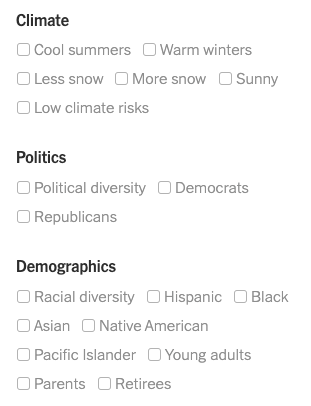 Climate
Cool summers Warm winters
Less snow More snow Sunny
Low climate risks
Politics
Political diversity Democrats
Republicans
Demographics
Racial diversity Hispanic Black
Asian Native American
Pacific Islander Young adults
Parents Retirees